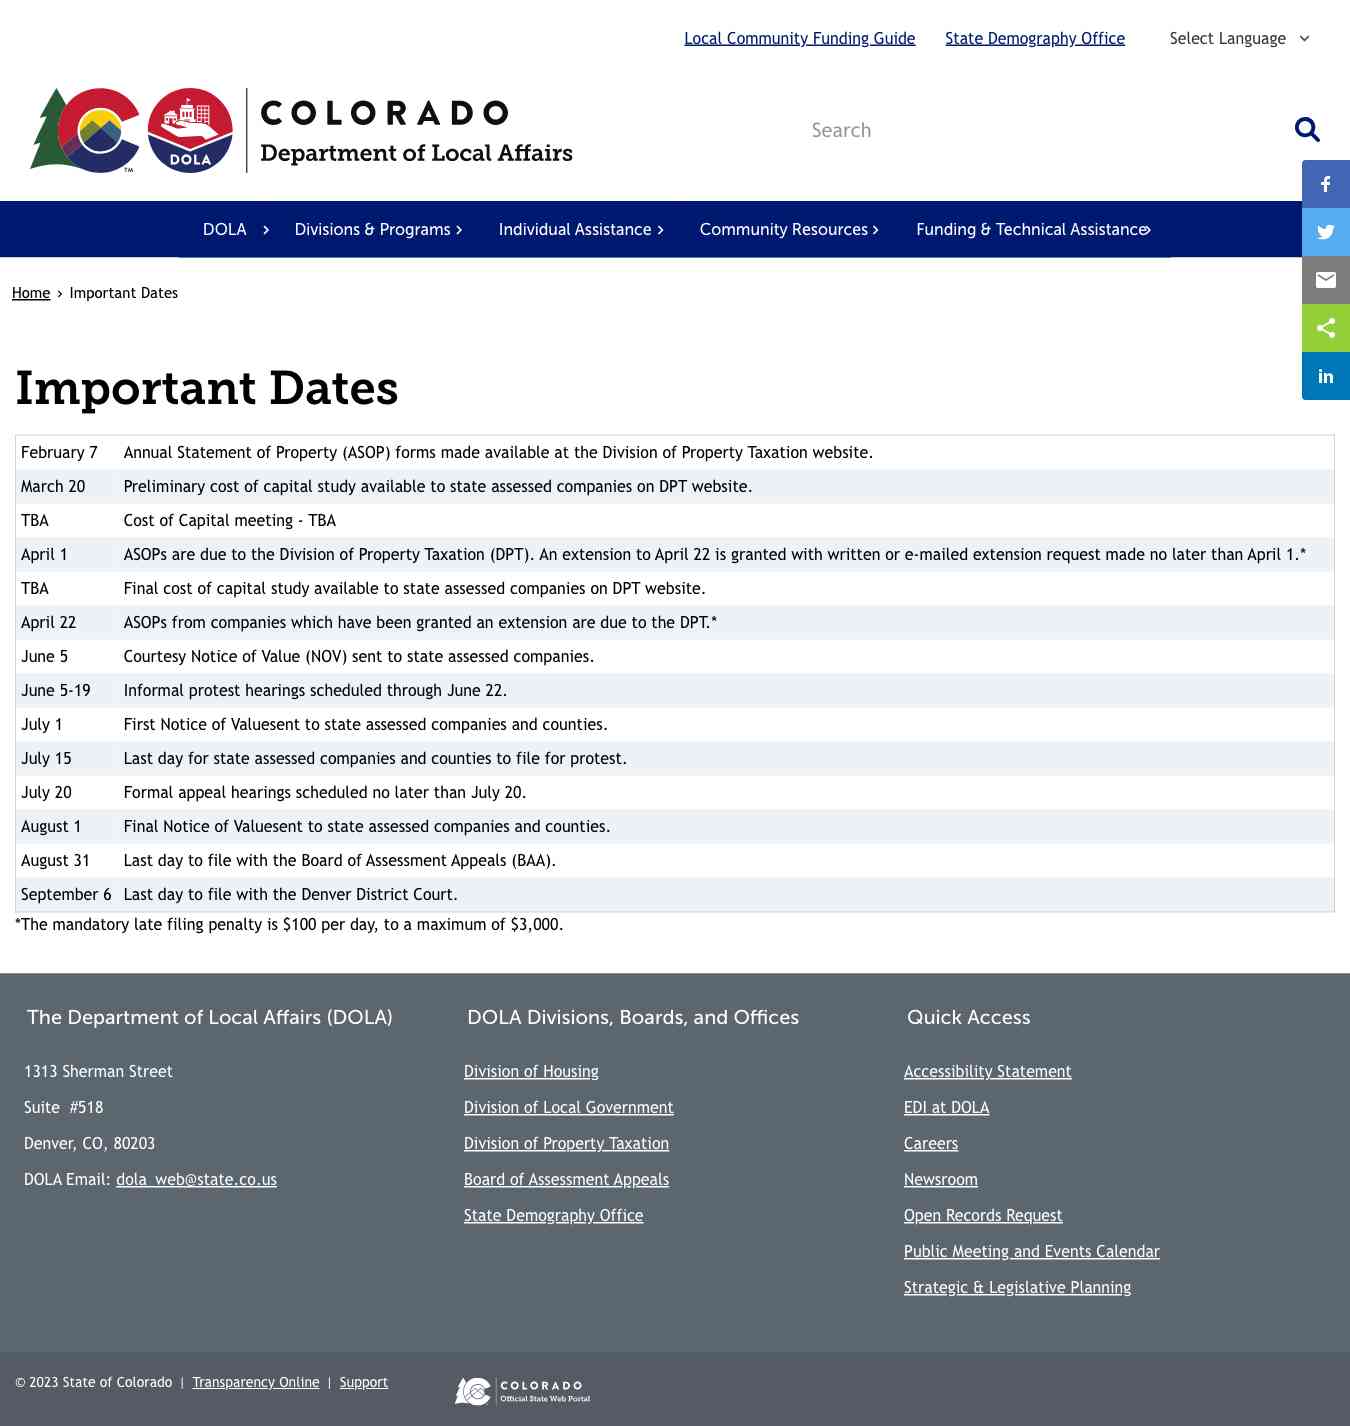 Local Community Funding Guide State Demography Office Select Language
COLORADO
Department of Local Affairs
DOLA
TM
Search
DOLA Divisions & Programs Individual Assistance Community Resources Funding & Technical Assistance
Home › Important Dates
Important Dates
February 7 Annual Statement of Property (ASOP) forms made available at the Division of Property Taxation website.
March 20 Preliminary cost of capital study available to state assessed companies on DPT website.
TBA Cost of Capital meeting - TBA
April 1 ASOPs are due to the Division of Property Taxation (DPT). An extension to April 22 is granted with written or e-mailed extension request made no later than April 1.*
TBA Final cost of capital study available to state assessed companies on DPT website.
April 22 ASOPs from companies which have been granted an extension are due to the DPT.*
June 5 Courtesy Notice of Value (NOV) sent to state assessed companies.
June 5-19 Informal protest hearings scheduled through June 22.
July 1 First Notice of Valuesent to state assessed companies and counties.
July 15 Last day for state assessed companies and counties to file for protest.
July 20 Formal appeal hearings scheduled no later than July 20.
August 1 Final Notice of Valuesent to state assessed companies and counties.
August 31 Last day to file with the Board of Assessment Appeals (BAA).
September 6 Last day to file with the Denver District Court.
*The mandatory late filing penalty is $100 per day, to a maximum of $3,000.
The Department of Local Affairs (DOLA)
1313 Sherman Street
Suite #518
Denver, CO, 80203
DOLA Email: dola_web@state.co.us
DOLA Divisions, Boards, and Offices
Division of Housing
Division of Local Government
Division of Property Taxation
Board of Assessment Appeals
State Demography Office
Quick Access
Accessibility Statement
EDI at DOLA
Careers
Newsroom
Open Records Request
Public Meeting and Events Calendar
Strategic & Legislative Planning
© 2023 State of Colorado | Transparency Online | Support
COLORADO
Official State Web Portal